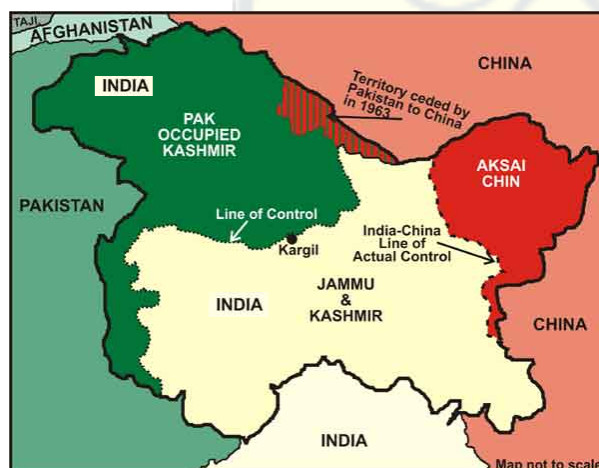 TAJI.
AFGHANISTAN
INDIA
CHINA
Territory ceded by
Pakistan to China
in 1963
PAK
OCCUPIED
KASHMIR
AKSAI
CHIN
PAKISTAN
Line of Control
Kargil
India-China
Line of
Actual Control
INDIA
JAMMU
&
KASHMIR
CHINA
INDIA
Map not to scale